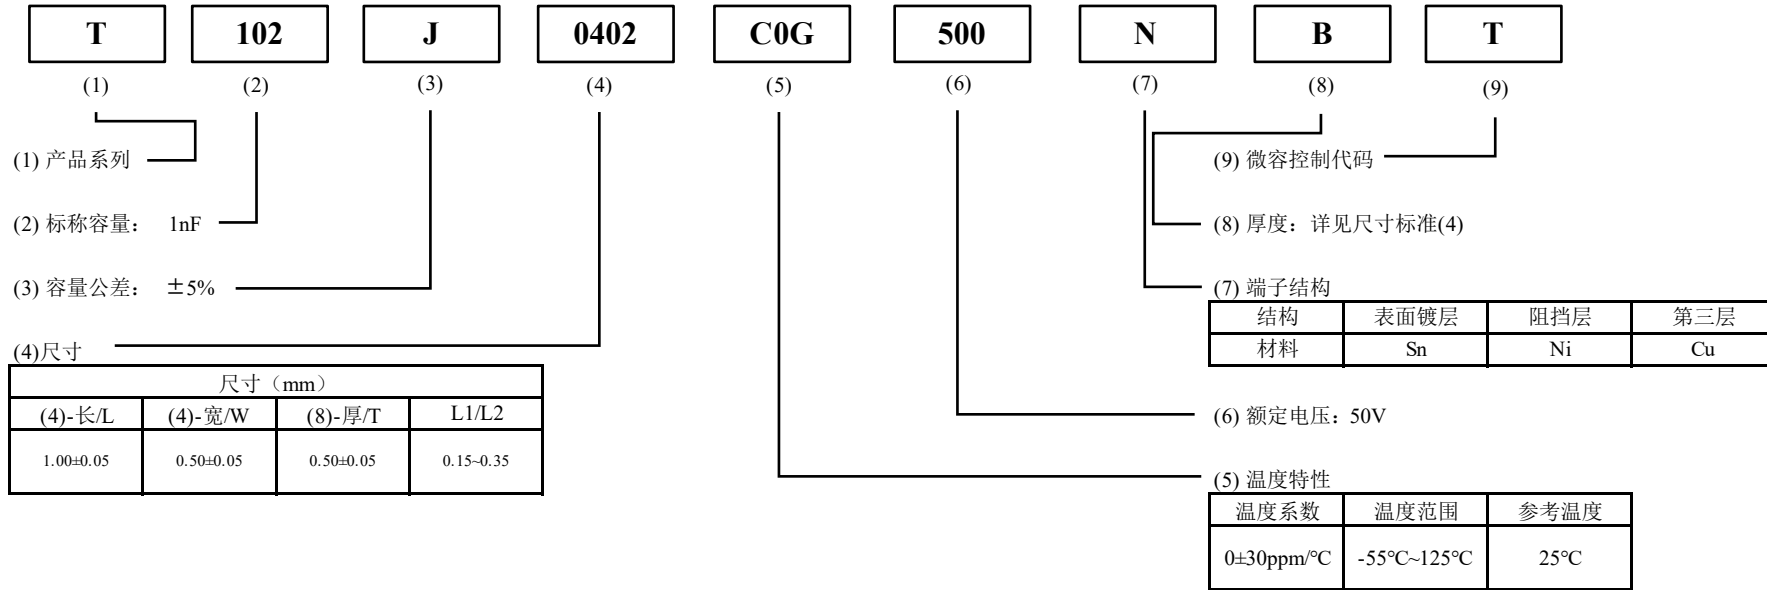 T 102 J 0402 C0G 500 N B T
(1) (2) (3) (4) (5) (6) (7) (8) (9)
(1) 产品系列
(9) 微容控制代码
(2) 标称容量： 1nF
(8) 厚度：详见尺寸标准(4)
(3) 容量公差： ±5%
(7) 端子结构
结构 表面镀层 阻挡层 第三层
材料 Sn Ni Cu
(4)尺寸
尺寸（mm）
(4)-长/L (4)-宽/W (8)-厚/T L1/L2
1.00±0.05 0.50±0.05 0.50±0.05 0.15~0.35
(6) 额定电压：50V
(5) 温度特性
温度系数 温度范围 参考温度
0±30ppm/℃ -55℃~125℃ 25℃